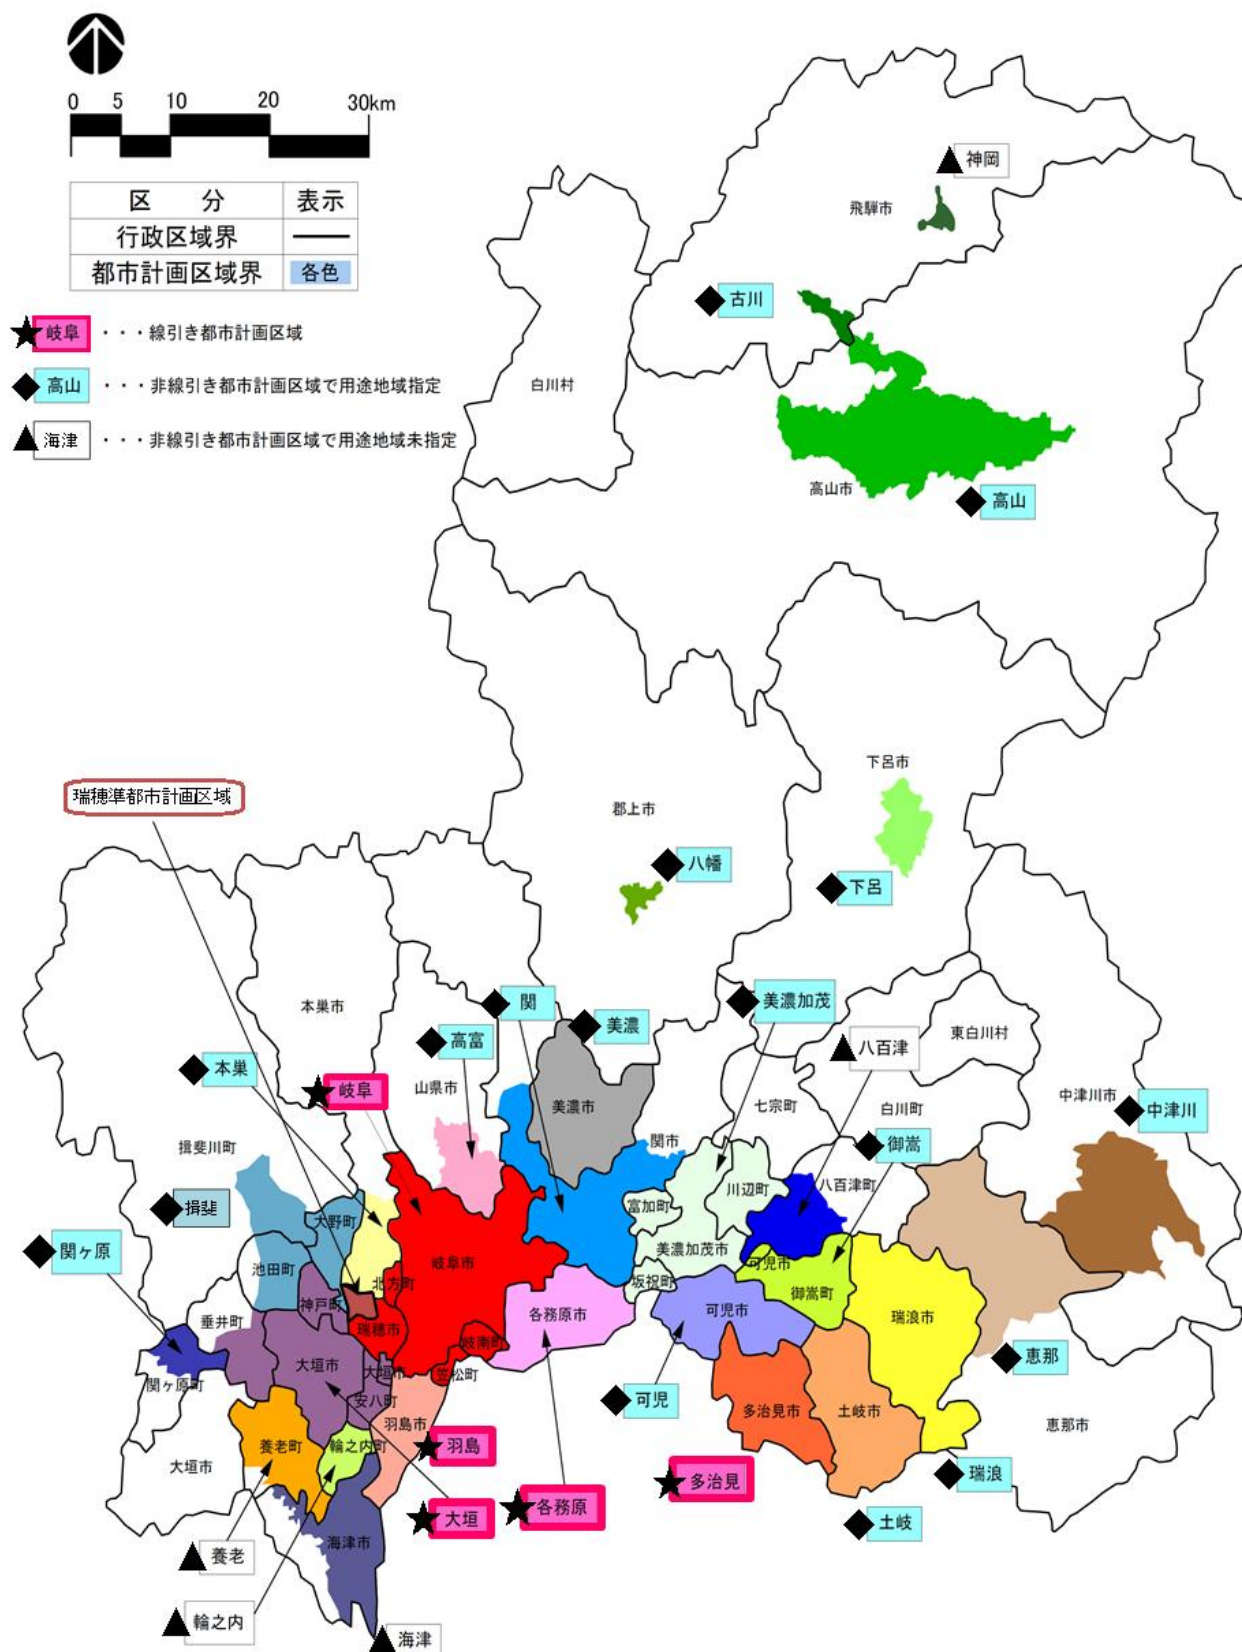 0 5 10 20 30km
区 分 表示
行政区域界
都市計画区域界 各色
岐阜 ・・・線引き都市計画区域
高山 ・・・非線引き都市計画区域で用途地域指定
海津 ・・・非線引き都市計画区域で用途地域未指定
神岡
飛騨市
古川
白川村
高山市
高山
下呂市
瑞穂準都市計画区域
郡上市
八幡
下呂
本巣市
関
美濃
美濃加茂
東白川村
高富
八百津
本巣
岐阜
山県市
美濃市
七宗町
白川町
中津川市
中津川
揖斐川町
関市
御嵩
川辺町
八百津町
揖斐
大野町
富加町
関ヶ原
池田町
岐阜市
美濃加茂市
可児市
北方町
坂祝町
御嵩町
神戸町
垂井町
瑞穂市
各務原市
可児市
瑞浪市
岐南町
大垣市
大垣市
笠松町
恵那
関ヶ原町
安八町
可児
多治見市
土岐市
羽島市
恵那市
養老町
輪之内町
羽島
大垣市
瑞浪
多治見
各務原
大垣
土岐
海津市
養老
輪之内
海津